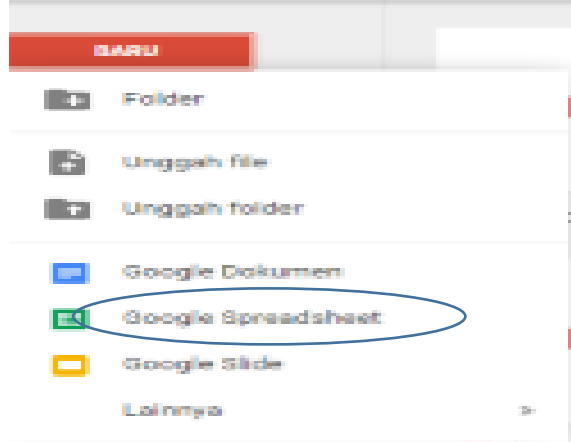 BARU
Folder
Unggah file
Unggah folder
Google Dokumen
Google Spreadsheet
Google Slide
Lainnya >